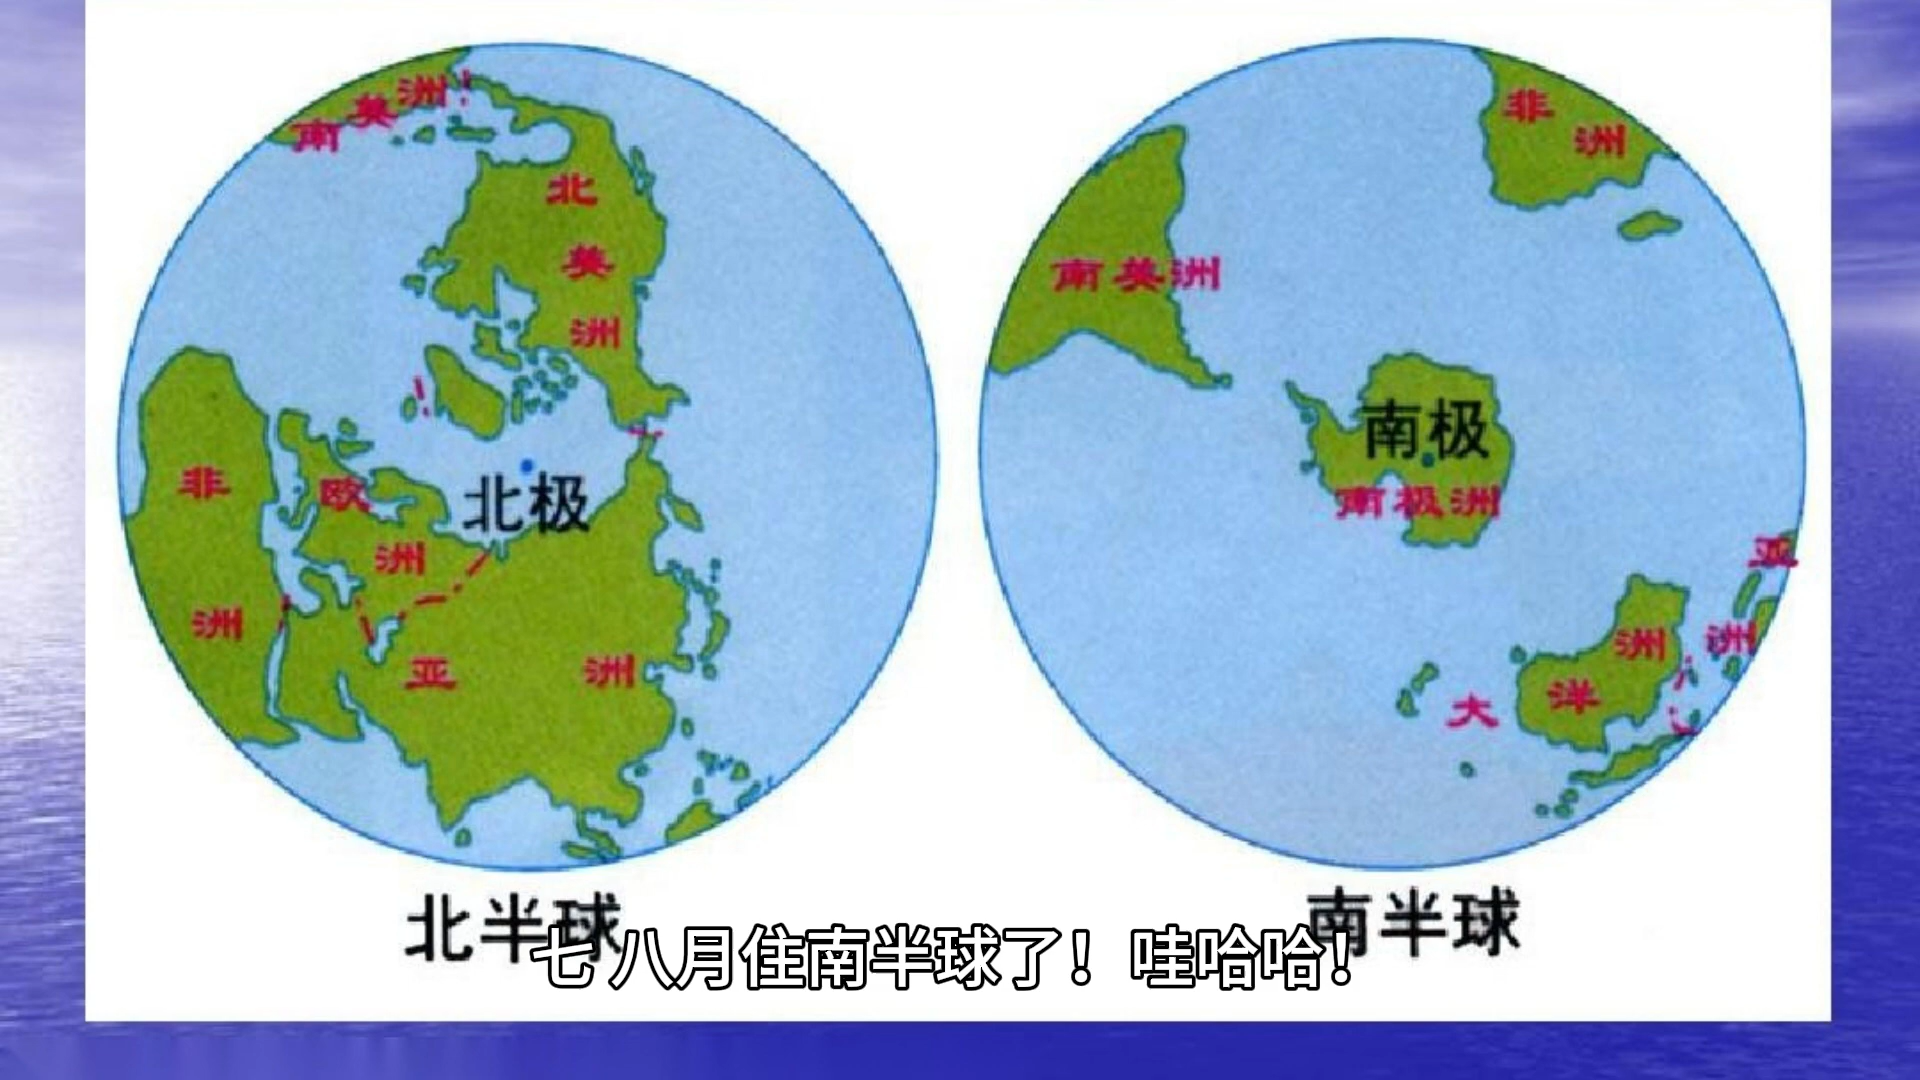 南美洲
北美洲
非洲
欧洲
亚洲
北极
北半球
非洲
南美洲
南极
南极洲
亚洲
大洋洲
南半球
七 八月住南半球了！哇哈哈！